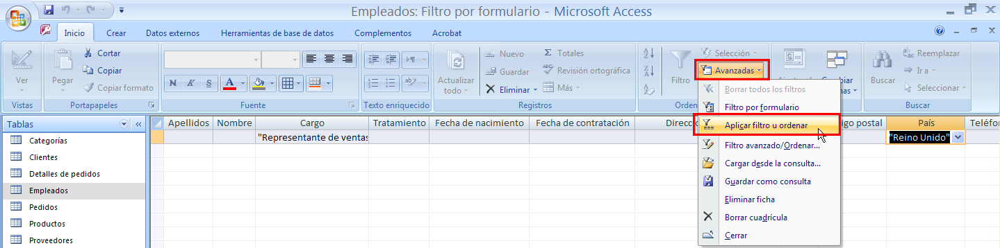 Empleados: Filtro por formulario - Microsoft Access
Inicio Crear Datos externos Herramientas de base de datos Complementos Acrobat
Ver
Vistas
Pegar
Cortar
Copiar
Copiar formato
Portapapeles
N K S A
Fuente
Texto enriquecido
Actualizar
todo
Nuevo
Guardar
Eliminar
Σ Totales
Revisión ortográfica
Más
Registros
Filtro
Selección
Avanzadas
Borrar todos los filtros
Filtro por formulario
Aplicar filtro u ordenar
Filtro avanzado/Ordenar...
Cargar desde la consulta...
Guardar como consulta
Eliminar ficha
Borrar cuadrícula
Cerrar
Buscar
Reemplazar
Ir a
Seleccionar
Buscar
Tablas
Categorías
Clientes
Detalles de pedidos
Empleados
Pedidos
Productos
Proveedores
Apellidos Nombre Cargo Tratamiento Fecha de nacimiento Fecha de contratación Direcc igo postal País Teléfo
"Representante de ventas "Reino Unido"